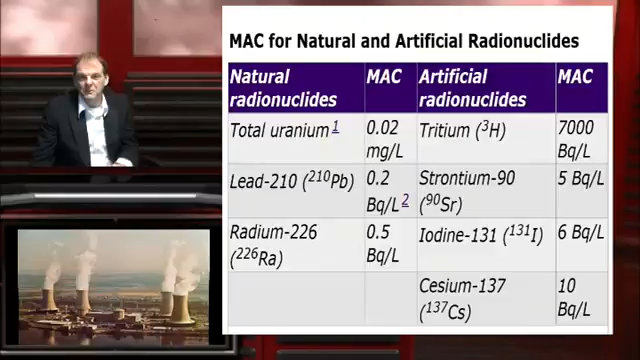 MAC for Natural and Artificial Radionuclides
Natural radionuclides MAC Artificial radionuclides MAC
Total uranium1 0.02 mg/L Tritium (3H) 7000 Bq/L
Lead-210 (210Pb) 0.2 Bq/L2 Strontium-90 (90Sr) 5 Bq/L
Radium-226 (226Ra) 0.5 Bq/L Iodine-131 (131I) 6 Bq/L
Cesium-137 (137Cs) 10 Bq/L